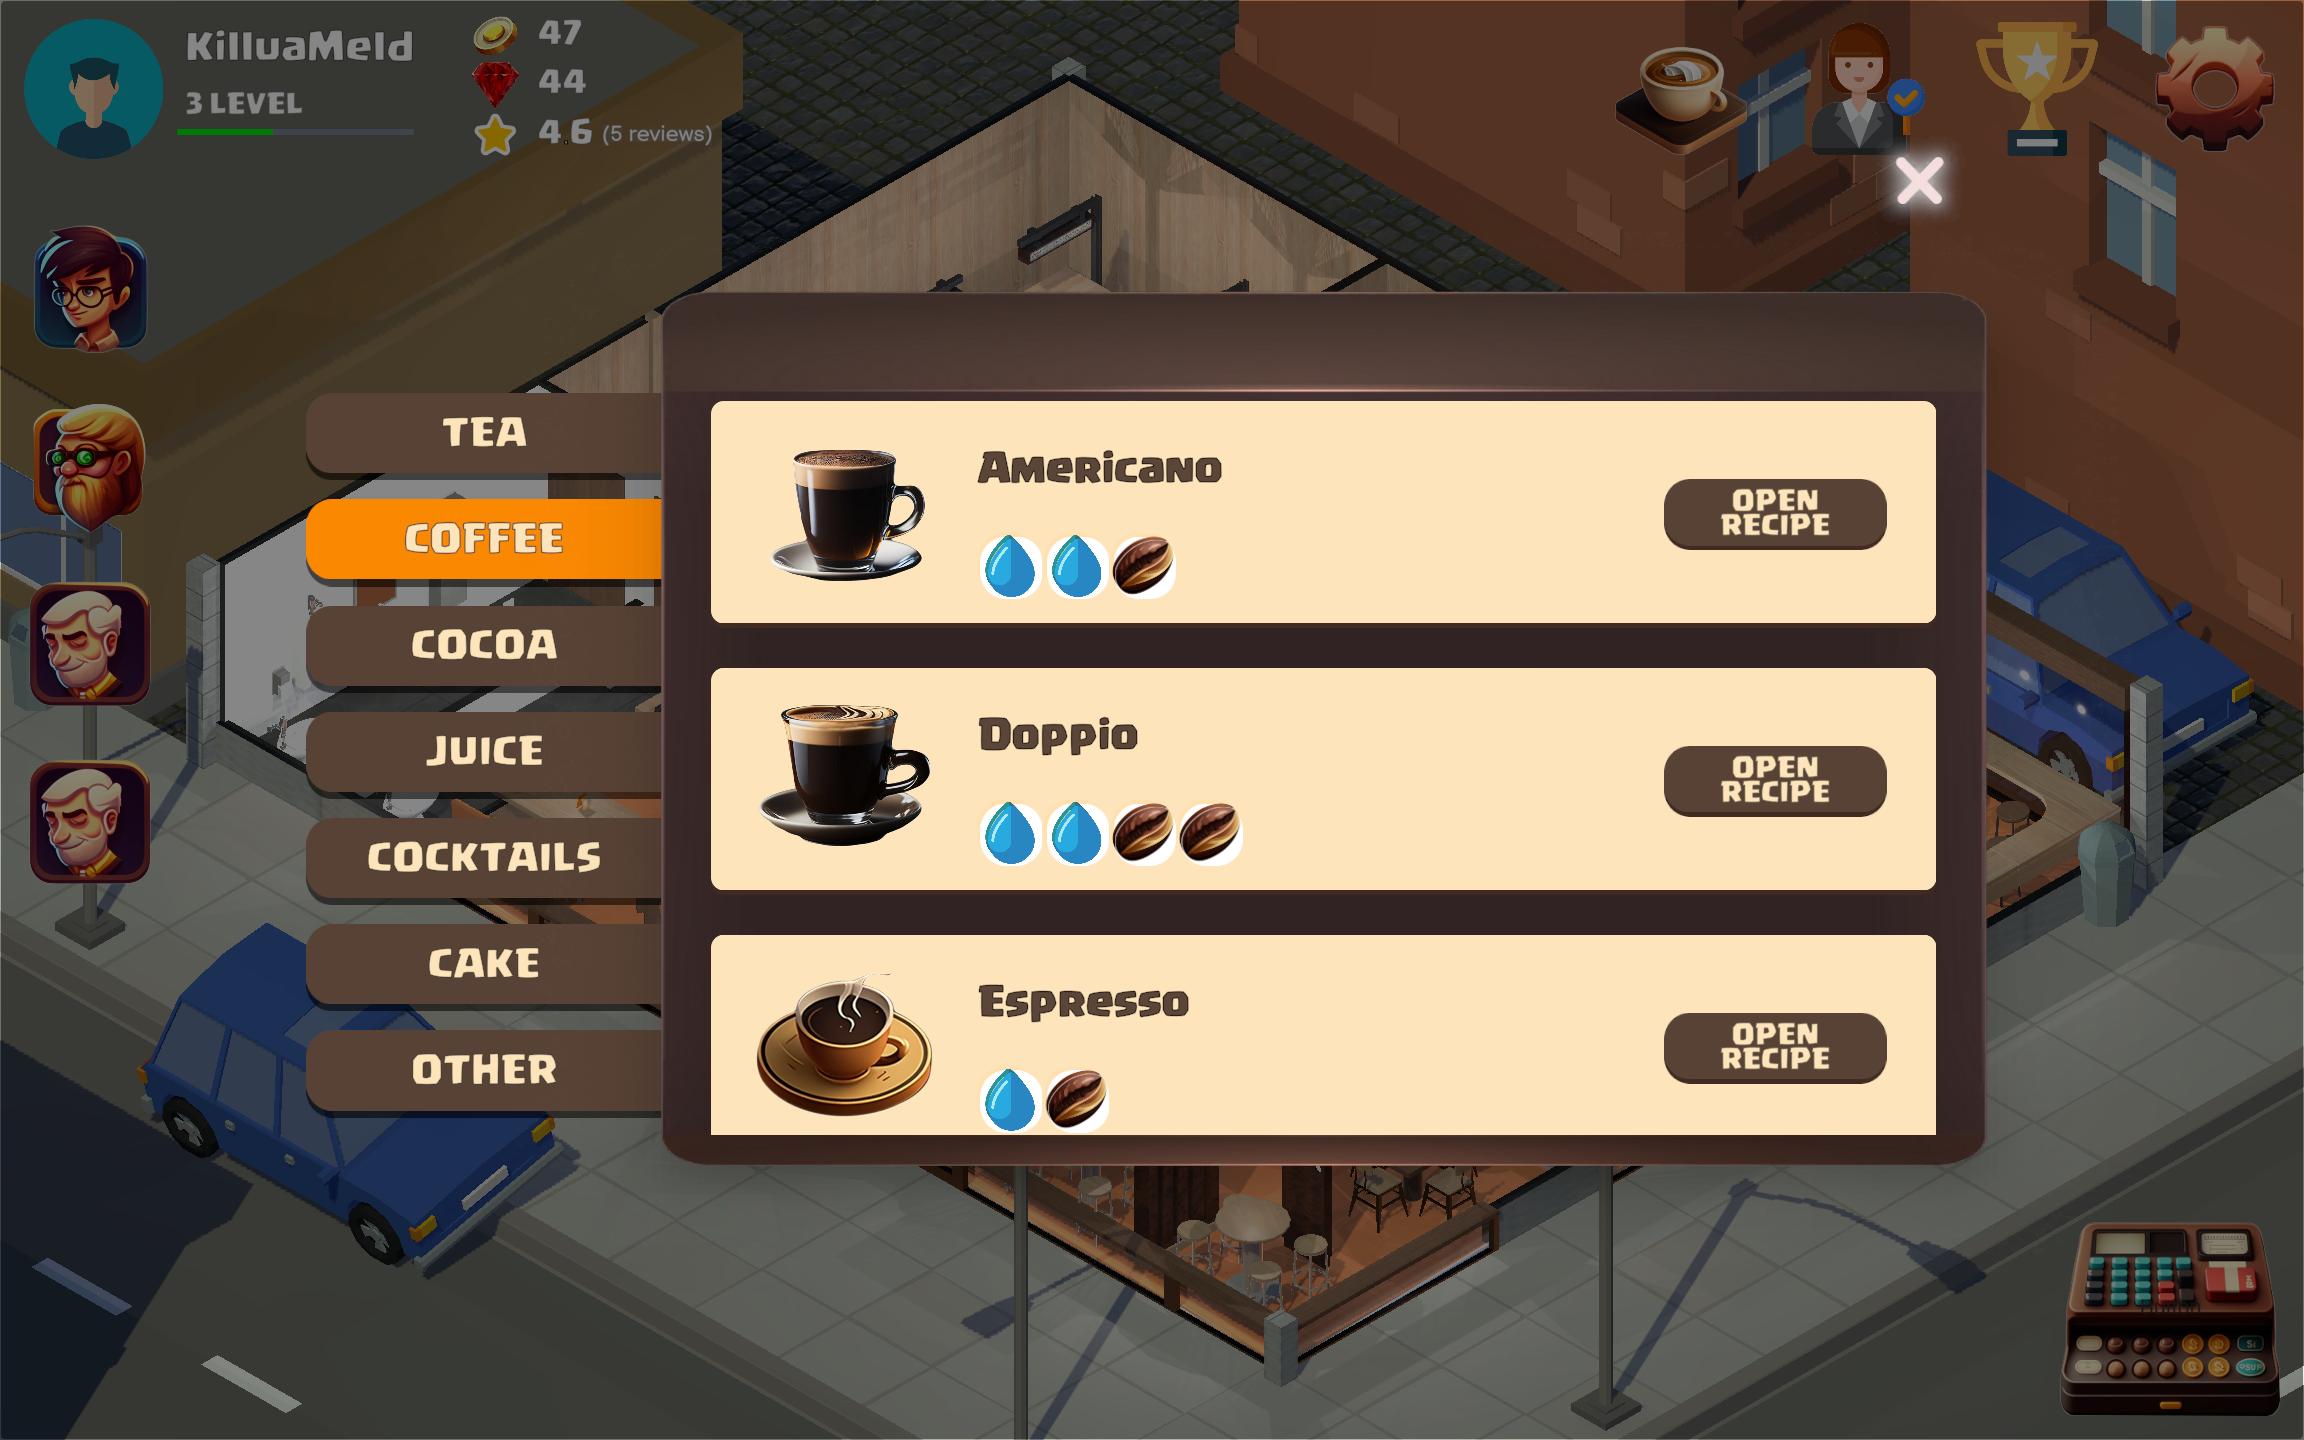 KilluaMeld
3 LEVEL
47
44
4.6 (5 reviews)
TEA
COFFEE
COCOA
JUICE
COCKTAILS
CAKE
OTHER
Americano
OPEN
RECIPE
Doppio
OPEN
RECIPE
Espresso
OPEN
RECIPE